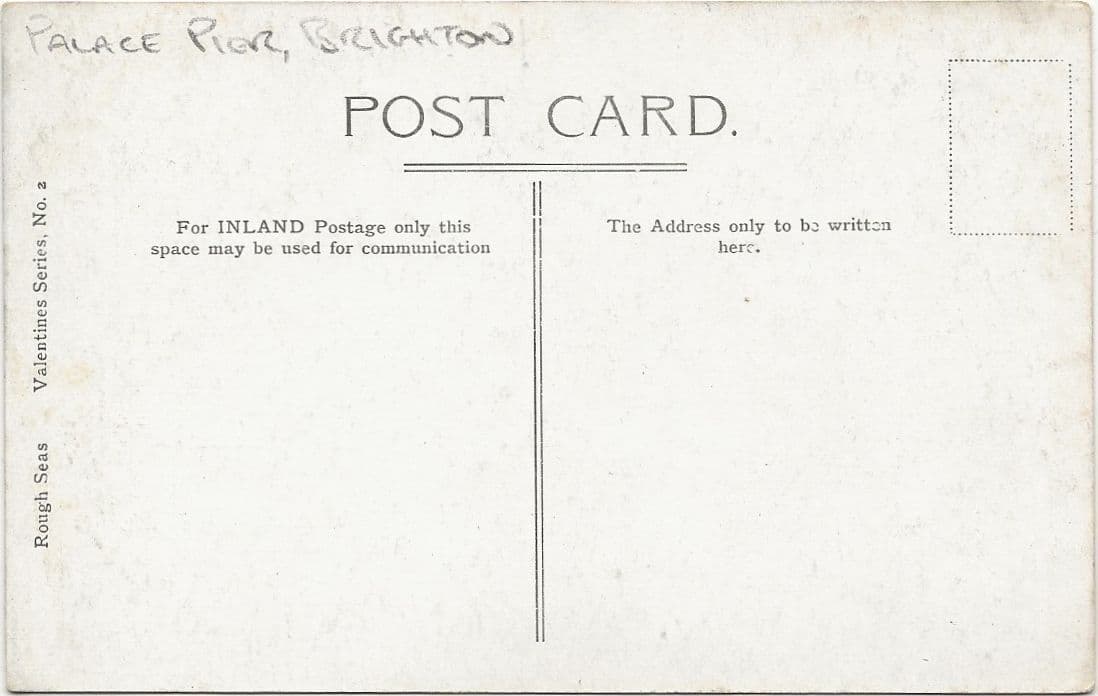 PALACE PIER, BRIGHTON
POST CARD.
For INLAND Postage only this
space may be used for communication
The Address only to be written
here.
Rough Seas Valentines Series, No. 2